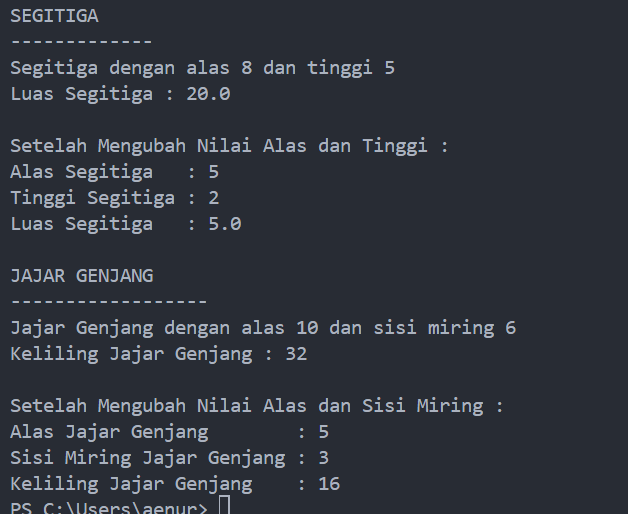 SEGITIGA
-------------
Segitiga dengan alas 8 dan tinggi 5
Luas Segitiga : 20.0

Setelah Mengubah Nilai Alas dan Tinggi :
Alas Segitiga   : 5
Tinggi Segitiga : 2
Luas Segitiga   : 5.0

JAJAR GENJANG
------------------
Jajar Genjang dengan alas 10 dan sisi miring 6
Keliling Jajar Genjang : 32

Setelah Mengubah Nilai Alas dan Sisi Miring :
Alas Jajar Genjang        : 5
Sisi Miring Jajar Genjang : 3
Keliling Jajar Genjang    : 16
PS C:\Users\aenur>